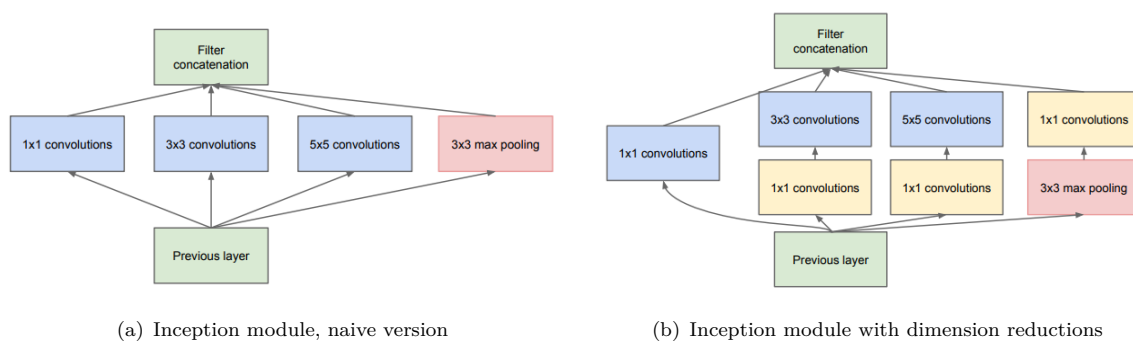 Filter
concatenation
1x1 convolutions
3x3 convolutions
5x5 convolutions
3x3 max pooling
Previous layer
(a) Inception module, naive version
Filter
concatenation
3x3 convolutions
5x5 convolutions
1x1 convolutions
1x1 convolutions
1x1 convolutions
1x1 convolutions
3x3 max pooling
Previous layer
(b) Inception module with dimension reductions